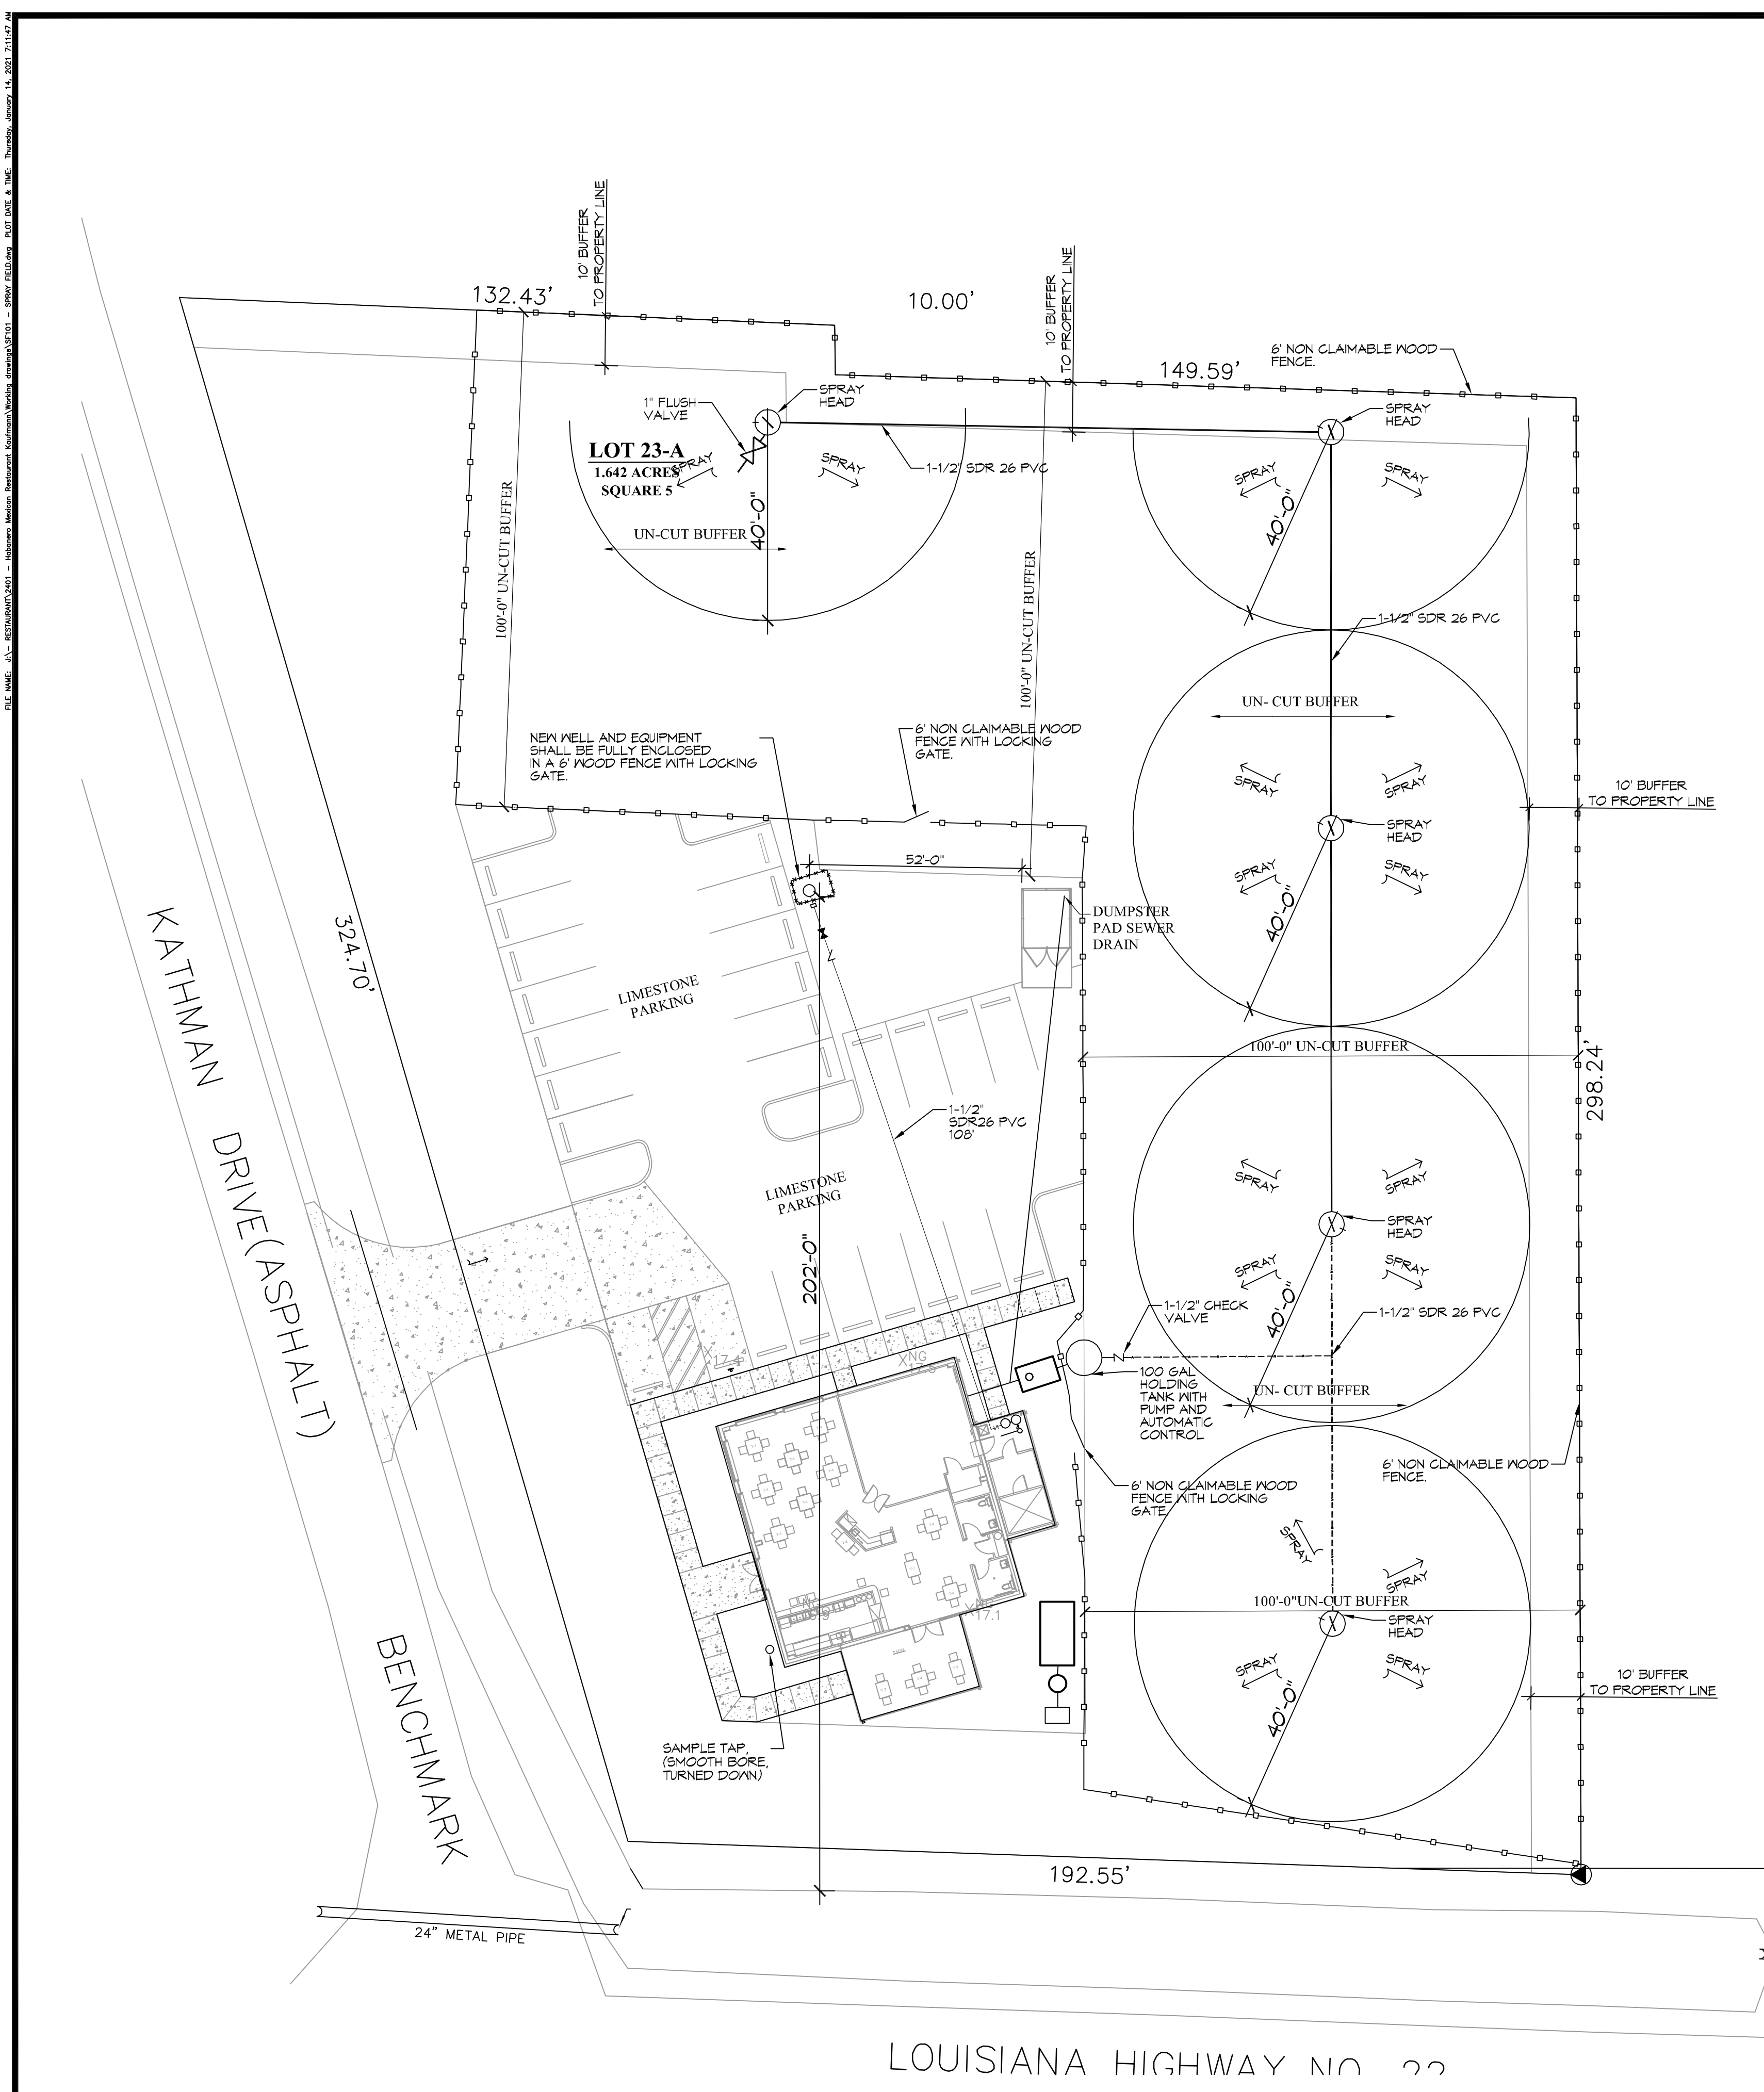 FILE NAME: J:\- RESTAURANT\2401 - Habanero Mexican Restaurant Kaufmann\Working drawings\SF101 - SPRAY FIELD.dwg PLOT DATE & TIME: Thursday, January 14, 2021 7:11:47 AM
10' BUFFER
TO PROPERTY LINE
132.43'
10.00'
10' BUFFER
TO PROPERTY LINE
149.59'
6' NON CLAIMABLE WOOD
FENCE.
1" FLUSH
VALVE
SPRAY
HEAD
SPRAY
HEAD
LOT 23-A
1.642 ACRES
SQUARE 5
SPRAY
SPRAY
1-1/2" SDR 26 PVC
SPRAY
SPRAY
40'-0"
40'-0"
UN-CUT BUFFER
100'-0" UN-CUT BUFFER
100'-0" UN-CUT BUFFER
1-1/2" SDR 26 PVC
UN- CUT BUFFER
NEW WELL AND EQUIPMENT
SHALL BE FULLY ENCLOSED
IN A 6' WOOD FENCE WITH LOCKING
GATE.
6' NON CLAIMABLE WOOD
FENCE WITH LOCKING
GATE.
SPRAY
SPRAY
10' BUFFER
TO PROPERTY LINE
SPRAY
HEAD
52'-0"
SPRAY
SPRAY
40'-0"
DUMPSTER
PAD SEWER
DRAIN
324.70'
KATHMAN DRIVE(ASPHALT)
LIMESTONE
PARKING
100'-0" UN-CUT BUFFER
298.24'
1-1/2"
SDR26 PVC
108'
LIMESTONE
PARKING
SPRAY
SPRAY
SPRAY
HEAD
202'-0"
SPRAY
SPRAY
40'-0"
1-1/2" CHECK
VALVE
1-1/2" SDR 26 PVC
17.4
NG
17.5
100 GAL
HOLDING
TANK WITH
PUMP AND
AUTOMATIC
CONTROL
UN- CUT BUFFER
6' NON CLAIMABLE WOOD
FENCE.
6' NON CLAIMABLE WOOD
FENCE WITH LOCKING
GATE
SPRAY
SPRAY
100'-0"UN-CUT BUFFER
NG
17.1
SPRAY
HEAD
SPRAY
SPRAY
40'-0"
10' BUFFER
TO PROPERTY LINE
BENCHMARK
SAMPLE TAP,
(SMOOTH BORE,
TURNED DOWN)
192.55'
24" METAL PIPE
LOUISIANA HIGHWAY NO. 22